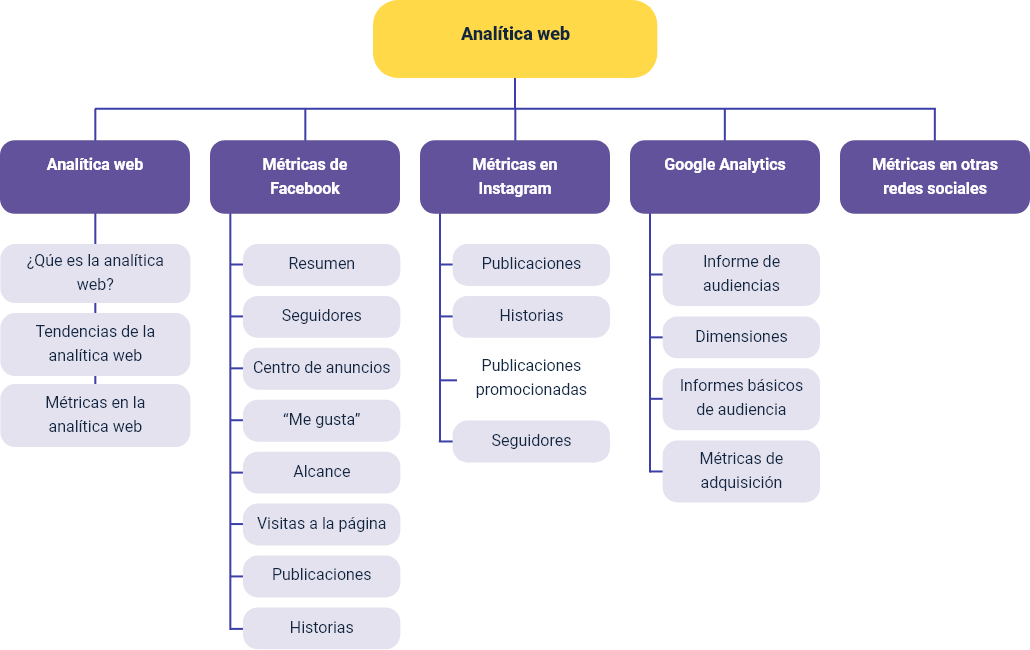 Analítica web
Analítica web
¿Qúe es la analítica
web?
Tendencias de la
analítica web
Métricas en la
analítica web
Métricas de
Facebook
Resumen
Seguidores
Centro de anuncios
“Me gusta”
Alcance
Visitas a la página
Publicaciones
Historias
Métricas en
Instagram
Publicaciones
Historias
Publicaciones
promocionadas
Seguidores
Google Analytics
Informe de
audiencias
Dimensiones
Informes básicos
de audiencia
Métricas de
adquisición
Métricas en otras
redes sociales